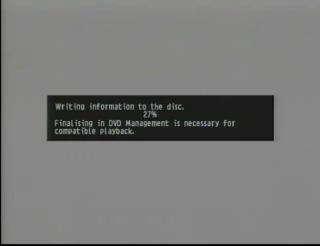 Writing information to the disc.
27%
Finalising in DVD Management is necessary for
compatible playback.